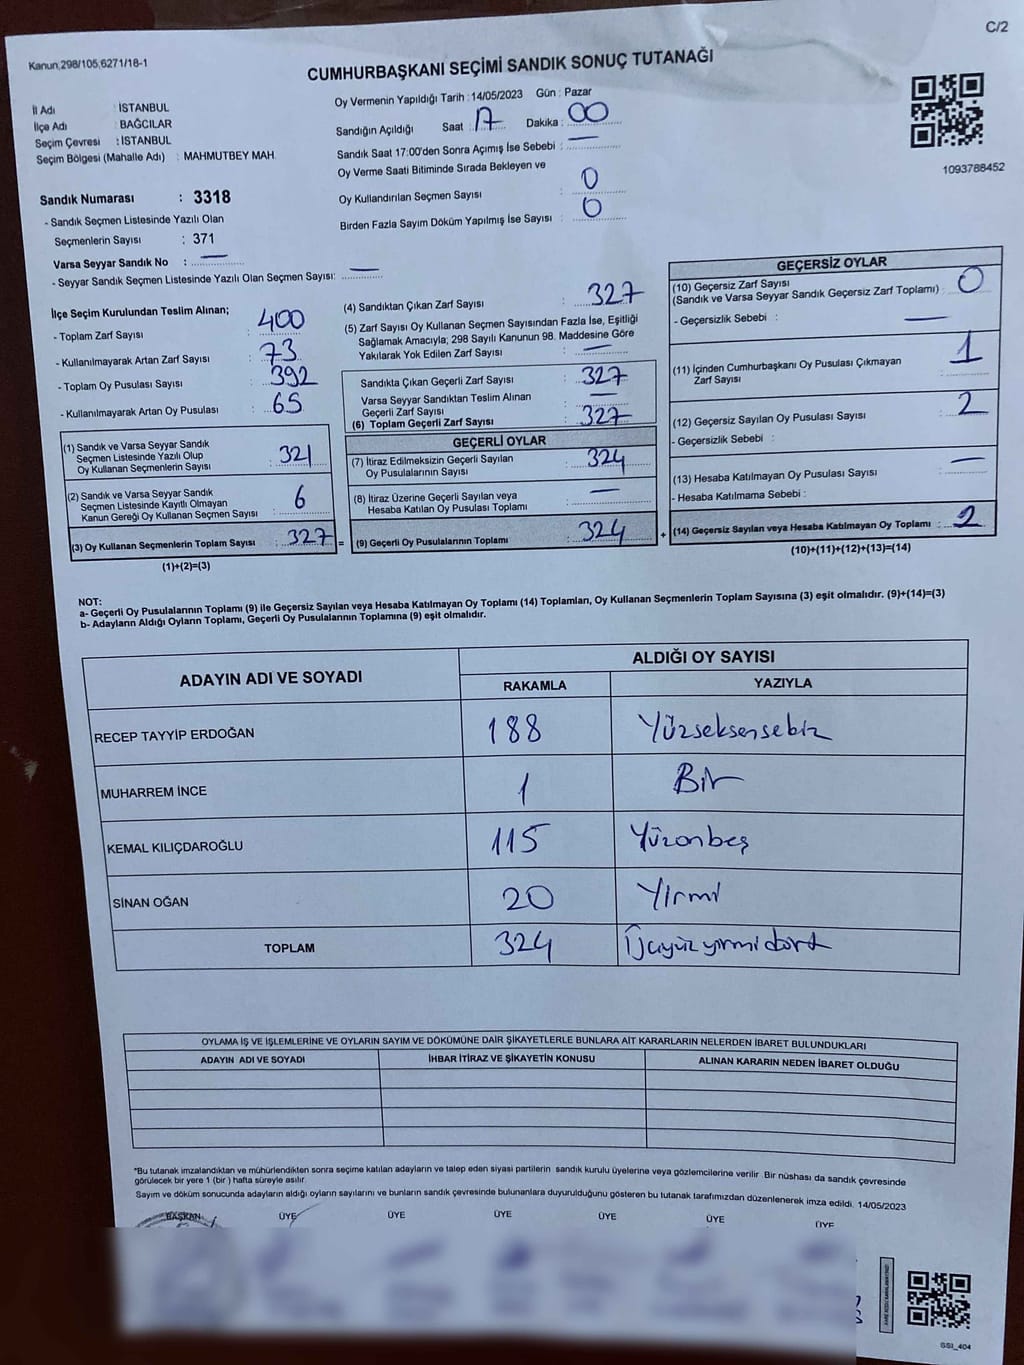 C/2
Kanun;298/105,6271/18-1
CUMHURBAŞKANI SEÇİMİ SANDIK SONUÇ TUTANAĞI
İl Adı : İSTANBUL
İlçe Adı : BAĞCILAR
Seçim Çevresi : İSTANBUL
Seçim Bölgesi (Mahalle Adı) : MAHMUTBEY MAH.
Oy Vermenin Yapıldığı Tarih : 14/05/2023 Gün : Pazar
Sandığın Açıldığı Saat : 17 Dakika : 00
Sandık Saat 17:00'den Sonra Açımış İse Sebebi : —
Oy Verme Saati Bitiminde Sırada Bekleyen ve
Oy Kullandırılan Seçmen Sayısı : 0
Birden Fazla Sayım Döküm Yapılmış İse Sayısı : 0
1093788452
Sandık Numarası : 3318
- Sandık Seçmen Listesinde Yazılı Olan
Seçmenlerin Sayısı : 371
Varsa Seyyar Sandık No : —
- Seyyar Sandık Seçmen Listesinde Yazılı Olan Seçmen Sayısı: —
İlçe Seçim Kurulundan Teslim Alınan;
- Toplam Zarf Sayısı : 400
- Kullanılmayarak Artan Zarf Sayısı : 73
- Toplam Oy Pusulası Sayısı : 392
- Kullanılmayarak Artan Oy Pusulası : 65
(1) Sandık ve Varsa Seyyar Sandık
Seçmen Listesinde Yazılı Olup
Oy Kullanan Seçmenlerin Sayısı : 321
(2) Sandık ve Varsa Seyyar Sandık
Seçmen Listesinde Kayıtlı Olmayan
Kanun Gereği Oy Kullanan Seçmen Sayısı : 6
(3) Oy Kullanan Seçmenlerin Toplam Sayısı : 327 =
(1)+(2)=(3)
(4) Sandıktan Çıkan Zarf Sayısı : 327
(5) Zarf Sayısı Oy Kullanan Seçmen Sayısından Fazla İse, Eşitliği
Sağlamak Amacıyla; 298 Sayılı Kanunun 98. Maddesine Göre
Yakılarak Yok Edilen Zarf Sayısı : —
Sandıkta Çıkan Geçerli Zarf Sayısı : 327
Varsa Seyyar Sandıktan Teslim Alınan
Geçerli Zarf Sayısı : —
(6) Toplam Geçerli Zarf Sayısı : 327
GEÇERLİ OYLAR
(7) İtiraz Edilmeksizin Geçerli Sayılan
Oy Pusulalarının Sayısı : 324
(8) İtiraz Üzerine Geçerli Sayılan veya
Hesaba Katılan Oy Pusulası Toplamı : —
(9) Geçerli Oy Pusulalarının Toplamı : 324 +
GEÇERSİZ OYLAR
(10) Geçersiz Zarf Sayısı
(Sandık ve Varsa Seyyar Sandık Geçersiz Zarf Toplamı) : 0
- Geçersizlik Sebebi : —
(11) İçinden Cumhurbaşkanı Oy Pusulası Çıkmayan
Zarf Sayısı : 1
(12) Geçersiz Sayılan Oy Pusulası Sayısı : 2
- Geçersizlik Sebebi :
(13) Hesaba Katılmayan Oy Pusulası Sayısı : —
- Hesaba Katılmama Sebebi :
(14) Geçersiz Sayılan veya Hesaba Katılmayan Oy Toplamı : 2
(10)+(11)+(12)+(13)=(14)
NOT:
a- Geçerli Oy Pusulalarının Toplamı (9) ile Geçersiz Sayılan veya Hesaba Katılmayan Oy Toplamı (14) Toplamları, Oy Kullanan Seçmenlerin Toplam Sayısına (3) eşit olmalıdır. (9)+(14)=(3)
b- Adayların Aldığı Oyların Toplamı, Geçerli Oy Pusulalarının Toplamına (9) eşit olmalıdır.
ADAYIN ADI VE SOYADI
ALDIĞI OY SAYISI
RAKAMLA YAZIYLA
RECEP TAYYİP ERDOĞAN 188 Yüzseksensebiz
MUHARREM İNCE 1 Bir
KEMAL KILIÇDAROĞLU 115 Yüzonbeş
SİNAN OĞAN 20 Yirmi
TOPLAM 324 Üçyüzyirmidört
OYLAMA İŞ VE İŞLEMLERİNE VE OYLARIN SAYIM VE DÖKÜMÜNE DAİR ŞİKAYETLERLE BUNLARA AİT KARARLARIN NELERDEN İBARET BULUNDUKLARI
ADAYIN ADI VE SOYADI İHBAR İTİRAZ VE ŞİKAYETİN KONUSU ALINAN KARARIN NEDEN İBARET OLDUĞU
*Bu tutanak imzalandıktan ve mühürlendikten sonra seçime katılan adayların ve talep eden siyasi partilerin sandık kurulu üyelerine veya gözlemcilerine verilir. Bir nüshası da sandık çevresinde
görülecek bir yere 1 (bir ) hafta süreyle asılır.
Sayım ve döküm sonucunda adayların aldığı oyların sayılarını ve bunların sandık çevresinde bulunanlara duyurulduğunu gösteren bu tutanak tarafımızdan düzenlenerek imza edildi. 14/05/2023
BAŞKAN ÜYE ÜYE ÜYE ÜYE ÜYE ÜYE
SSI_404